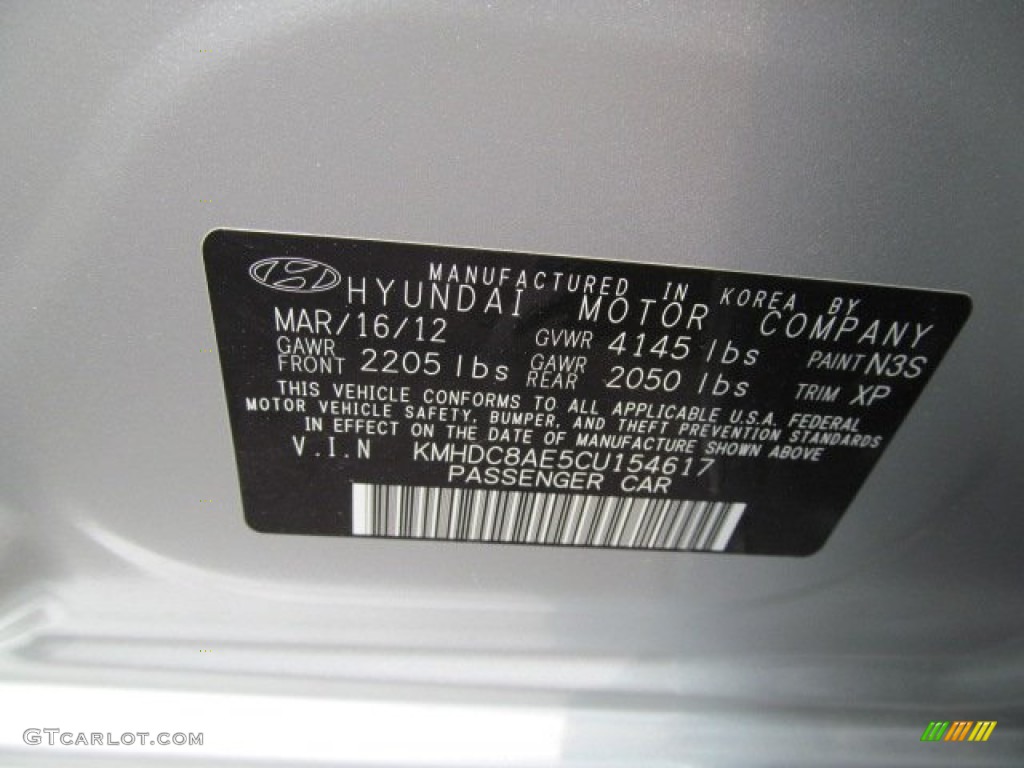 MANUFACTURED IN KOREA BY
HYUNDAI MOTOR COMPANY
MAR/16/12 GVWR 4145 lbs PAINT N3S
GAWR FRONT 2205 lbs GAWR REAR 2050 lbs TRIM XP
THIS VEHICLE CONFORMS TO ALL APPLICABLE U.S.A. FEDERAL
MOTOR VEHICLE SAFETY, BUMPER, AND THEFT PREVENTION STANDARDS
IN EFFECT ON THE DATE OF MANUFACTURE SHOWN ABOVE
V.I.N KMHDC8AE5CU154617
PASSENGER CAR
GTCARLOT.COM